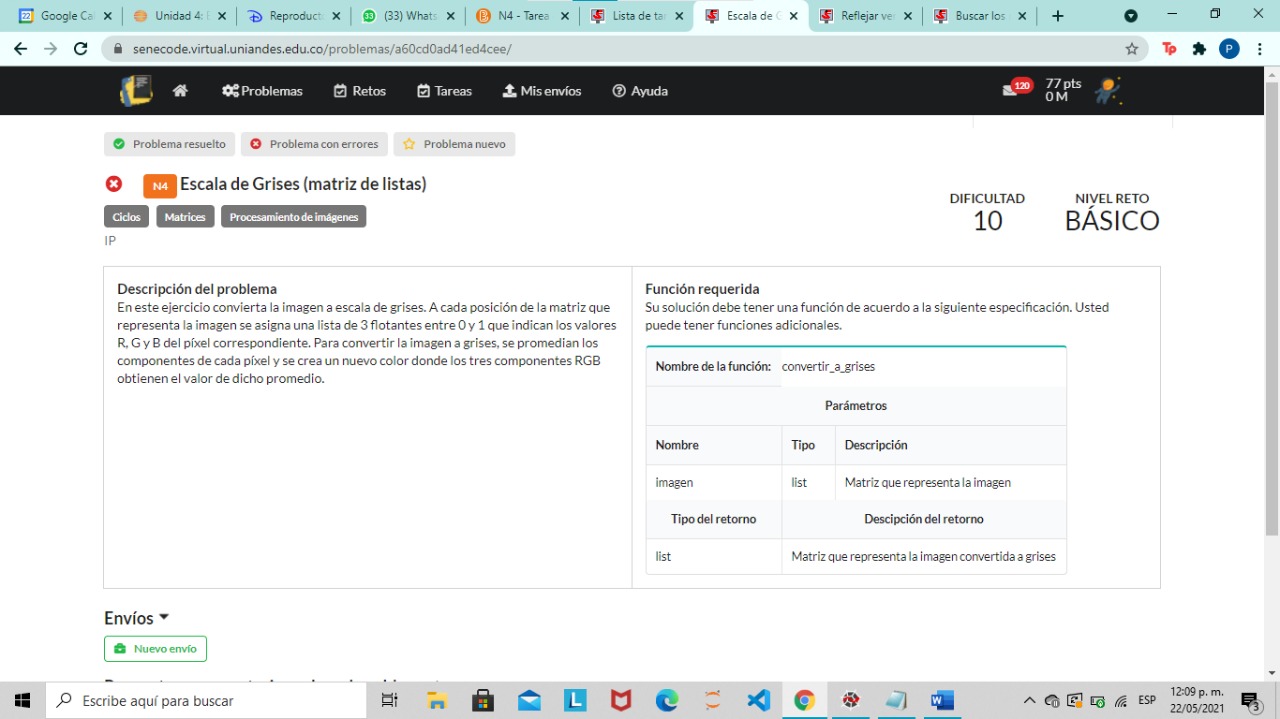 Google Ca
Unidad 4: E
Reproduct
(33) Whats
N4 - Tarea
Lista de tar
Escala de G
Reflejar ve
Buscar los
senecode.virtual.uniandes.edu.co/problemas/a60cd0ad41ed4cee/
Problemas
Retos
Tareas
Mis envíos
Ayuda
120
77 pts
0 M
Problema resuelto
Problema con errores
Problema nuevo
N4 Escala de Grises (matriz de listas)
Ciclos
Matrices
Procesamiento de imágenes
IP
DIFICULTAD
10
NIVEL RETO
BÁSICO
Descripción del problema
En este ejercicio convierta la imagen a escala de grises. A cada posición de la matriz que
representa la imagen se asigna una lista de 3 flotantes entre 0 y 1 que indican los valores
R, G y B del píxel correspondiente. Para convertir la imagen a grises, se promedian los
componentes de cada píxel y se crea un nuevo color donde los tres componentes RGB
obtienen el valor de dicho promedio.
Función requerida
Su solución debe tener una función de acuerdo a la siguiente especificación. Usted
puede tener funciones adicionales.
Nombre de la función: convertir_a_grises
Parámetros
Nombre Tipo Descripción
imagen list Matriz que representa la imagen
Tipo del retorno Descipción del retorno
list Matriz que representa la imagen convertida a grises
Envíos
Nuevo envío
Escribe aquí para buscar
ESP
12:09 p. m.
22/05/2021
3